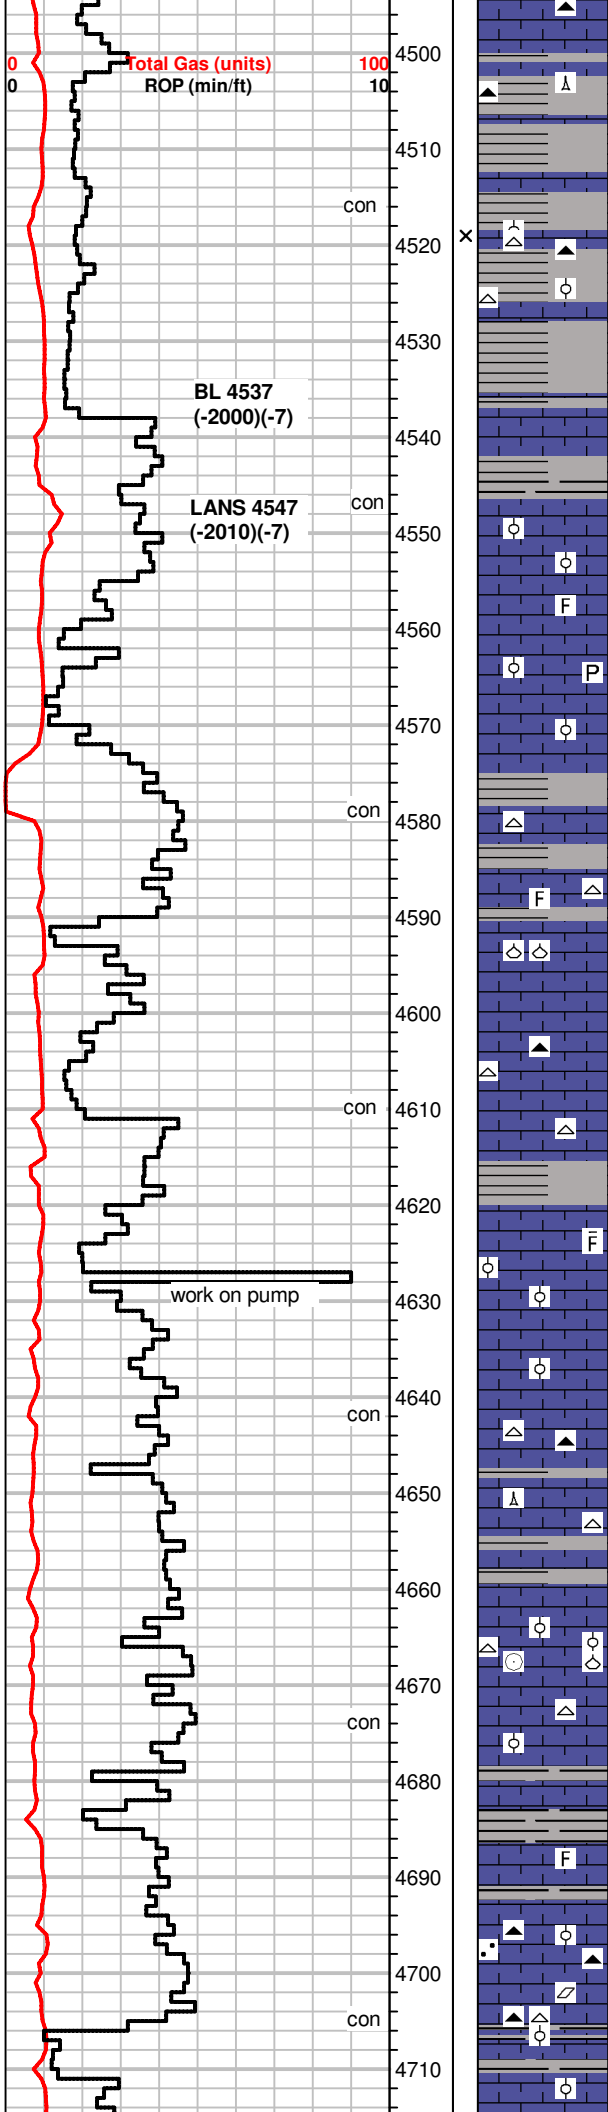 4500
0 Total Gas (units) 100
0 ROP (min/ft) 10
4510
con
4520
4530
BL 4537
(-2000)(-7)
4540
con
LANS 4547
(-2010)(-7)
4550
F
4560
P
4570
con
4580
F
4590
4600
con
4610
4620
F
work on pump
4630
4640
con
4650
4660
4670
con
4680
F
4690
4700
con
4710